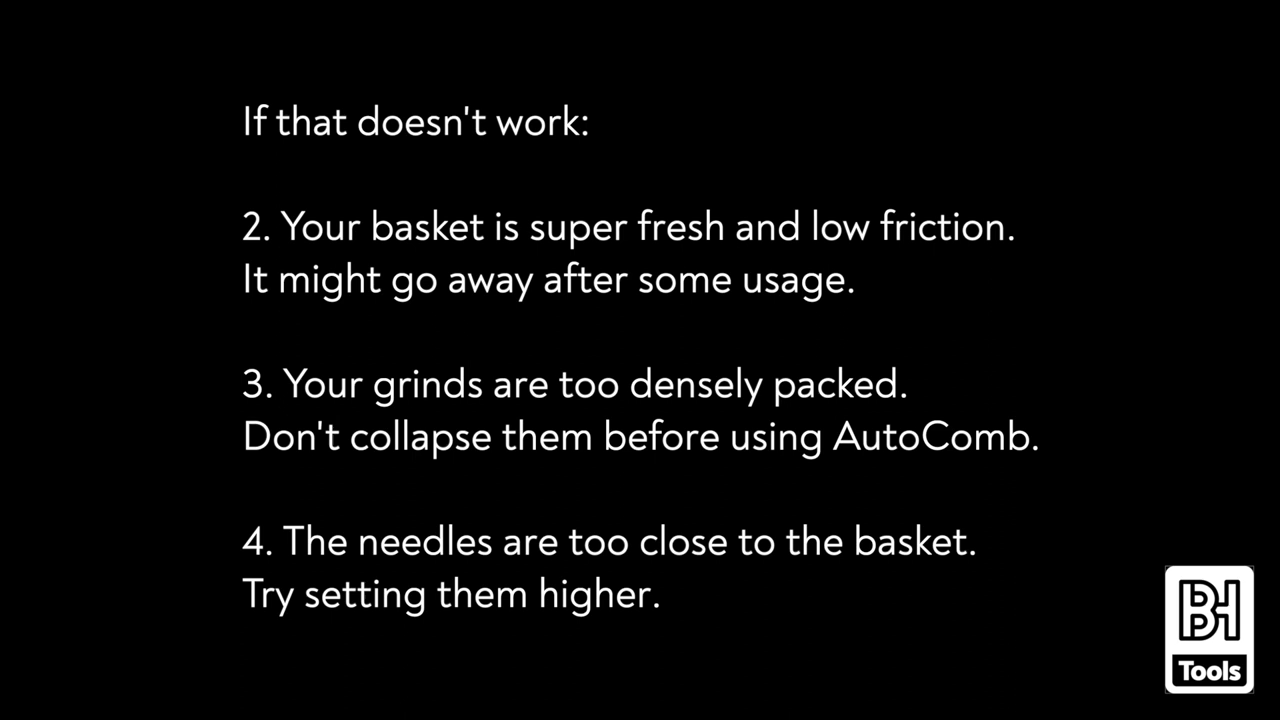 If that doesn't work:
2. Your basket is super fresh and low friction.
It might go away after some usage.
3. Your grinds are too densely packed.
Don't collapse them before using AutoComb.
4. The needles are too close to the basket.
Try setting them higher.
BH
Tools